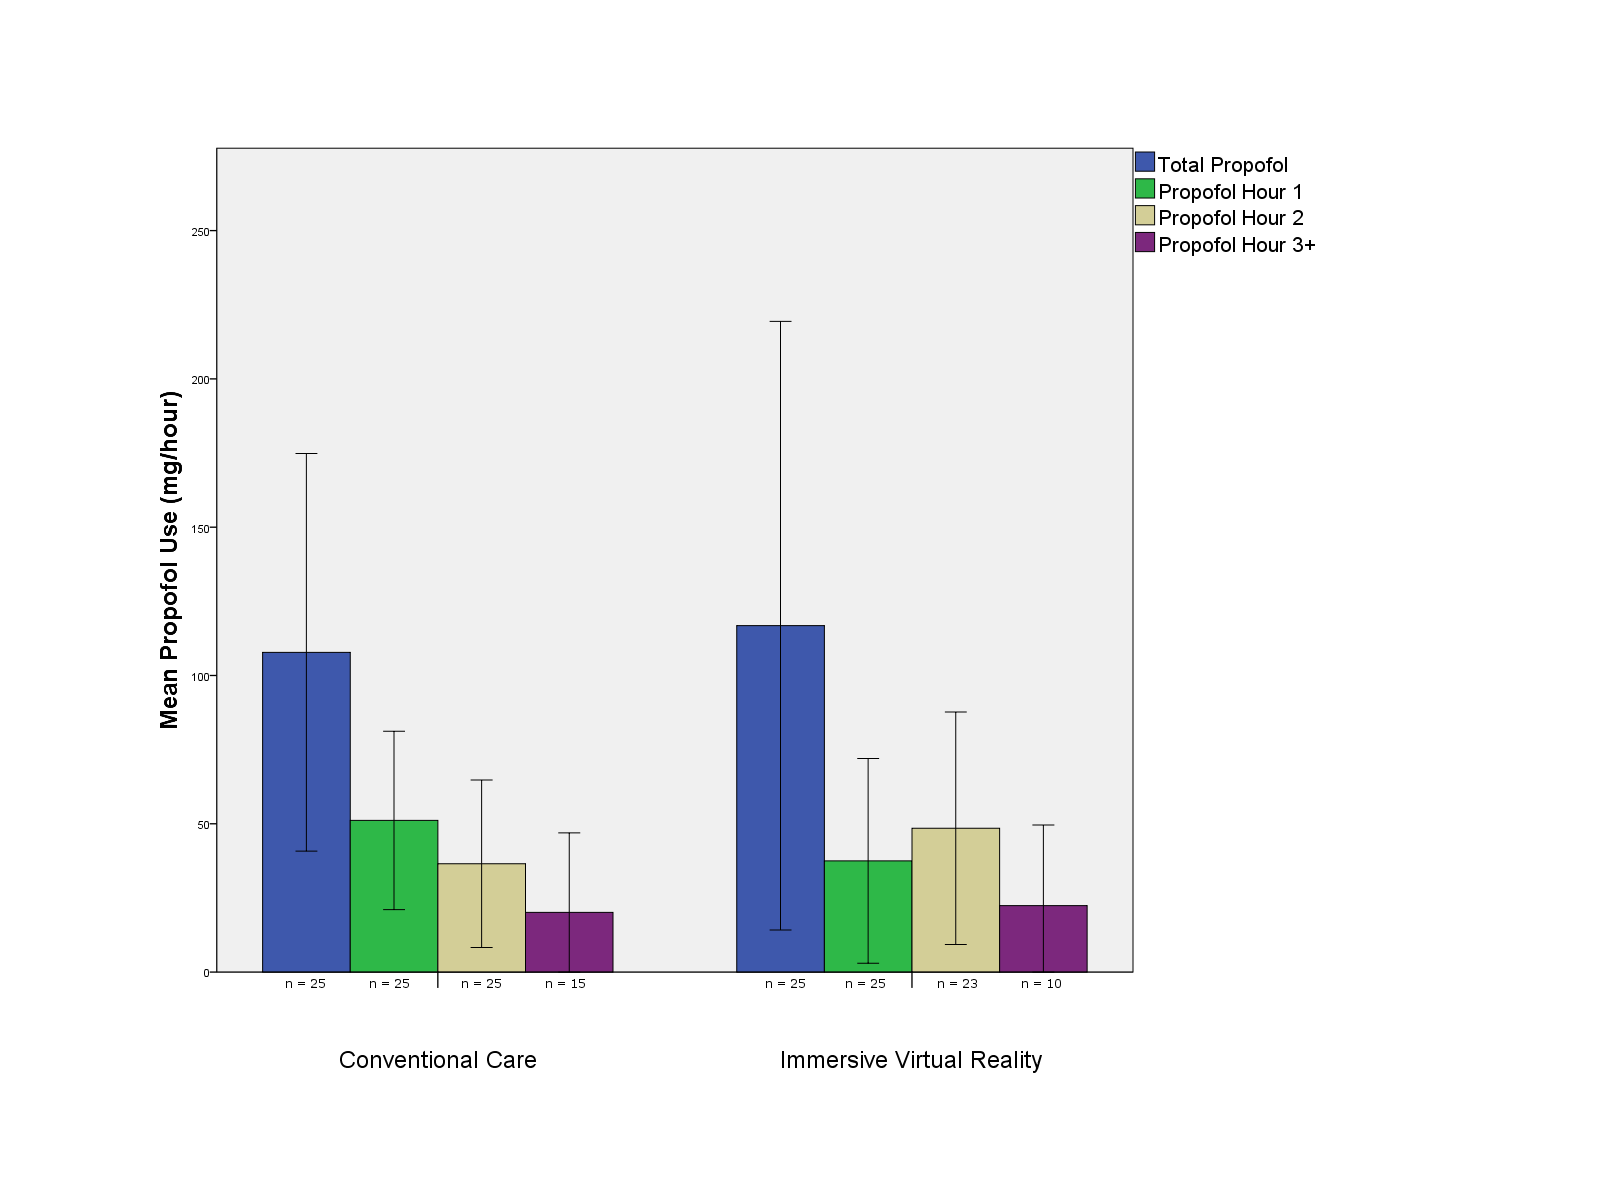 Total Propofol
Propofol Hour 1
Propofol Hour 2
Propofol Hour 3+
Mean Propofol Use (mg/hour)
250
200
150
100
50
0
n = 25 n = 25 n = 25 n = 15 n = 25 n = 25 n = 23 n = 10
Conventional Care Immersive Virtual Reality